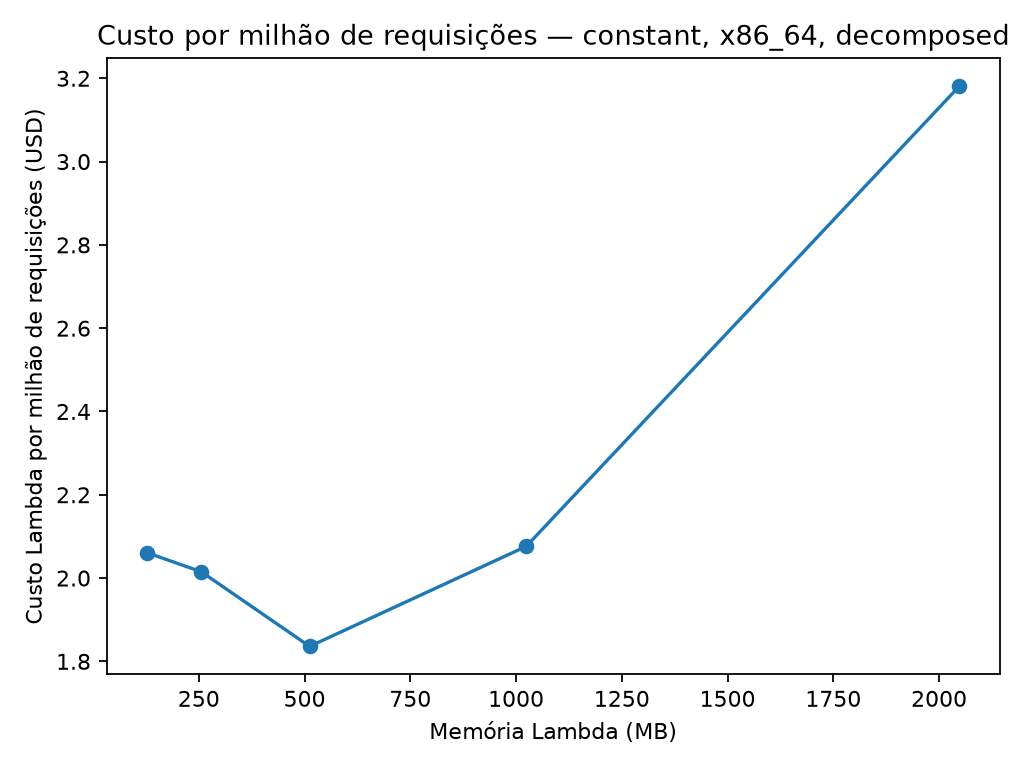 Custo por milhão de requisições — constant, x86_64, decomposed
Custo Lambda por milhão de requisições (USD)
3.2
3.0
2.8
2.6
2.4
2.2
2.0
1.8
250 500 750 1000 1250 1500 1750 2000
Memória Lambda (MB)